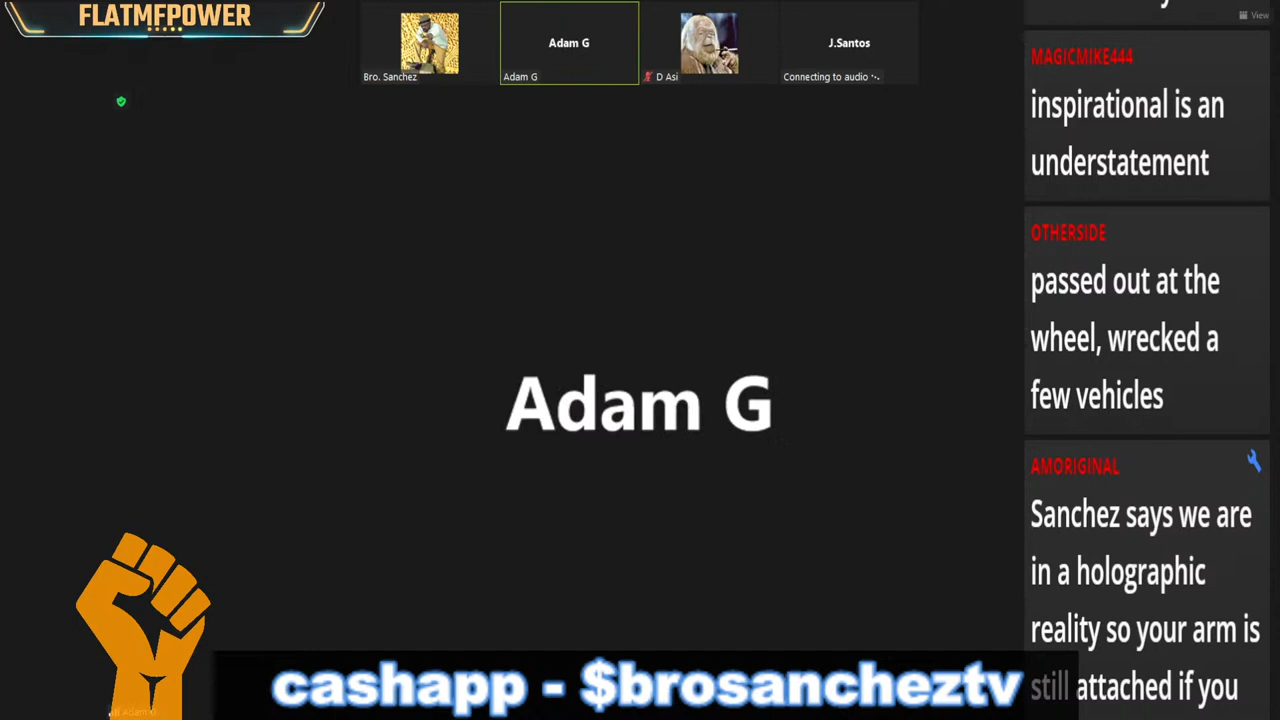 FLATMFPOWER
Bro. Sanchez
Adam G
Adam G
D Asi
J.Santos
Connecting to audio
View
MAGICMIKE444
inspirational is an
understatement
OTHERSIDE
passed out at the
wheel, wrecked a
few vehicles
AMORIGINAL
Sanchez says we are
in a holographic
reality so your arm is
still attached if you
Adam G
cashapp - $brosancheztv
Adam G